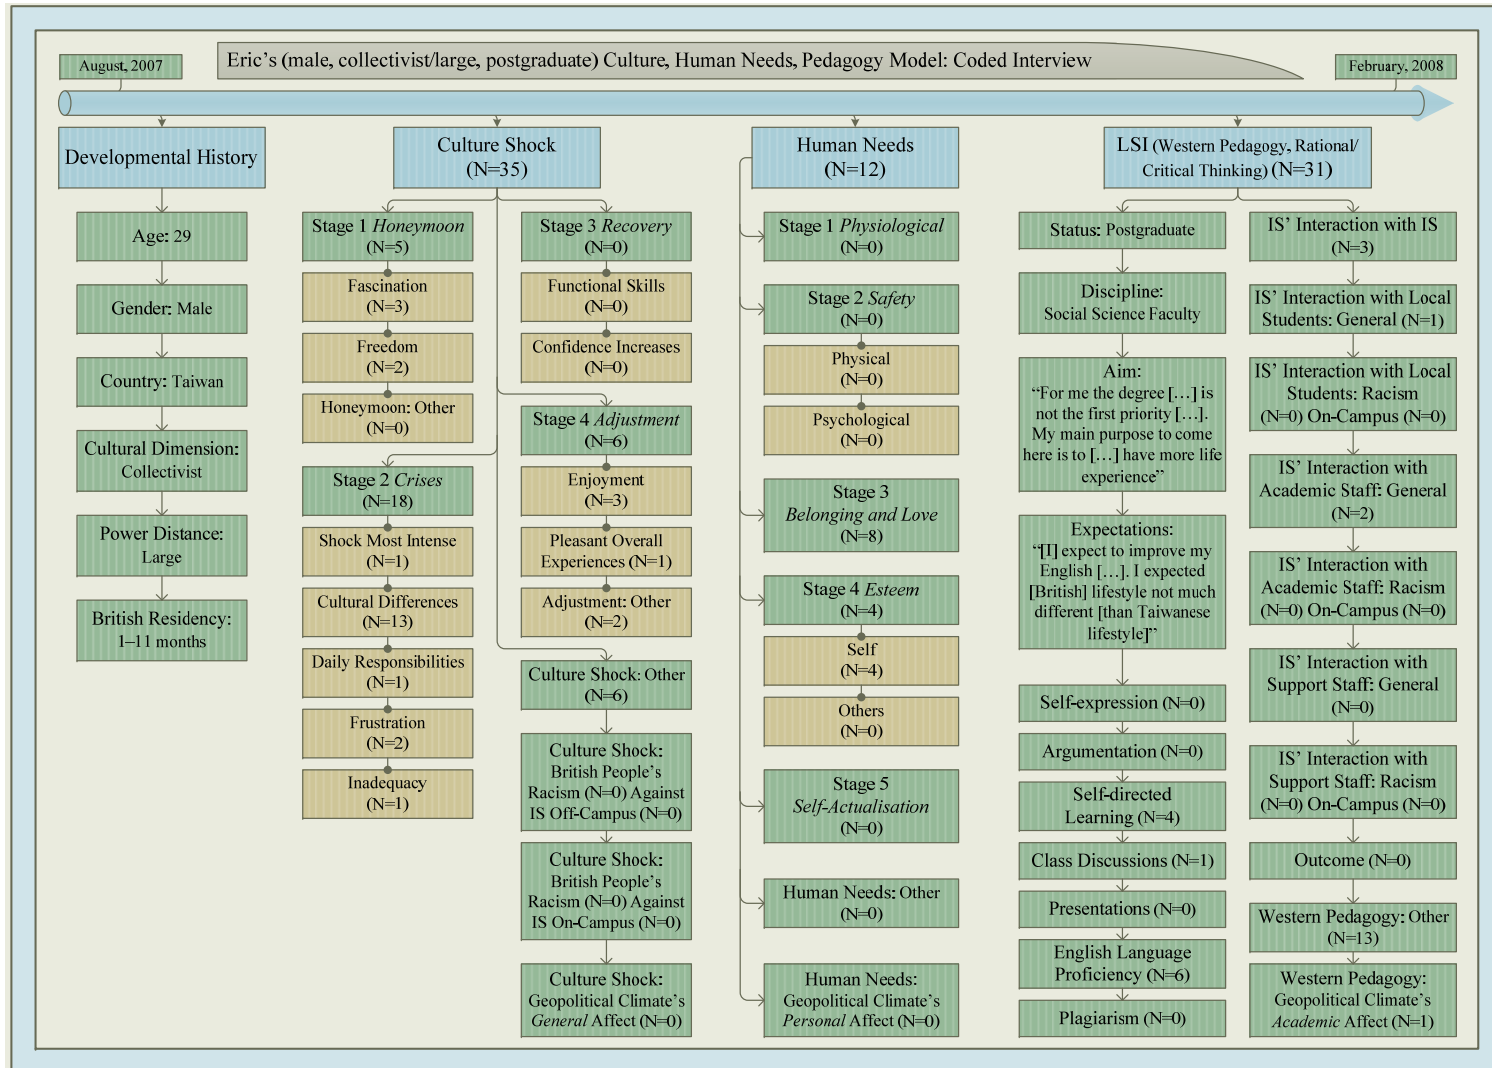 Eric's (male, collectivist/large, postgraduate) Culture, Human Needs, Pedagogy Model: Coded Interview
August, 2007
February, 2008
Developmental History
Age: 29
Gender: Male
Country: Taiwan
Cultural Dimension:
Collectivist
Power Distance:
Large
British Residency:
1–11 months
Culture Shock
(N=35)
Stage 1 Honeymoon
(N=5)
Fascination
(N=3)
Freedom
(N=2)
Honeymoon: Other
(N=0)
Stage 2 Crises
(N=18)
Shock Most Intense
(N=1)
Cultural Differences
(N=13)
Daily Responsibilities
(N=1)
Frustration
(N=2)
Inadequacy
(N=1)
Stage 3 Recovery
(N=0)
Functional Skills
(N=0)
Confidence Increases
(N=0)
Stage 4 Adjustment
(N=6)
Enjoyment
(N=3)
Pleasant Overall
Experiences (N=1)
Adjustment: Other
(N=2)
Culture Shock: Other
(N=6)
Culture Shock:
British People's
Racism (N=0) Against
IS Off-Campus (N=0)
Culture Shock:
British People's
Racism (N=0) Against
IS On-Campus (N=0)
Culture Shock:
Geopolitical Climate's
General Affect (N=0)
Human Needs
(N=12)
Stage 1 Physiological
(N=0)
Stage 2 Safety
(N=0)
Physical
(N=0)
Psychological
(N=0)
Stage 3
Belonging and Love
(N=8)
Stage 4 Esteem
(N=4)
Self
(N=4)
Others
(N=0)
Stage 5
Self-Actualisation
(N=0)
Human Needs: Other
(N=0)
Human Needs:
Geopolitical Climate's
Personal Affect (N=0)
LSI (Western Pedagogy, Rational/
Critical Thinking) (N=31)
Status: Postgraduate
Discipline:
Social Science Faculty
Aim:
"For me the degree [...] is
not the first priority [...].
My main purpose to come
here is to [...] have more life
experience"
Expectations:
"[I] expect to improve my
English [...]. I expected
[British] lifestyle not much
different [than Taiwanese
lifestyle]"
Self-expression (N=0)
Argumentation (N=0)
Self-directed
Learning (N=4)
Class Discussions (N=1)
Presentations (N=0)
English Language
Proficiency (N=6)
Plagiarism (N=0)
IS' Interaction with IS
(N=3)
IS' Interaction with Local
Students: General (N=1)
IS' Interaction with Local
Students: Racism
(N=0) On-Campus (N=0)
IS' Interaction with
Academic Staff: General
(N=2)
IS' Interaction with
Academic Staff: Racism
(N=0) On-Campus (N=0)
IS' Interaction with
Support Staff: General
(N=0)
IS' Interaction with
Support Staff: Racism
(N=0) On-Campus (N=0)
Outcome (N=0)
Western Pedagogy: Other
(N=13)
Western Pedagogy:
Geopolitical Climate's
Academic Affect (N=1)